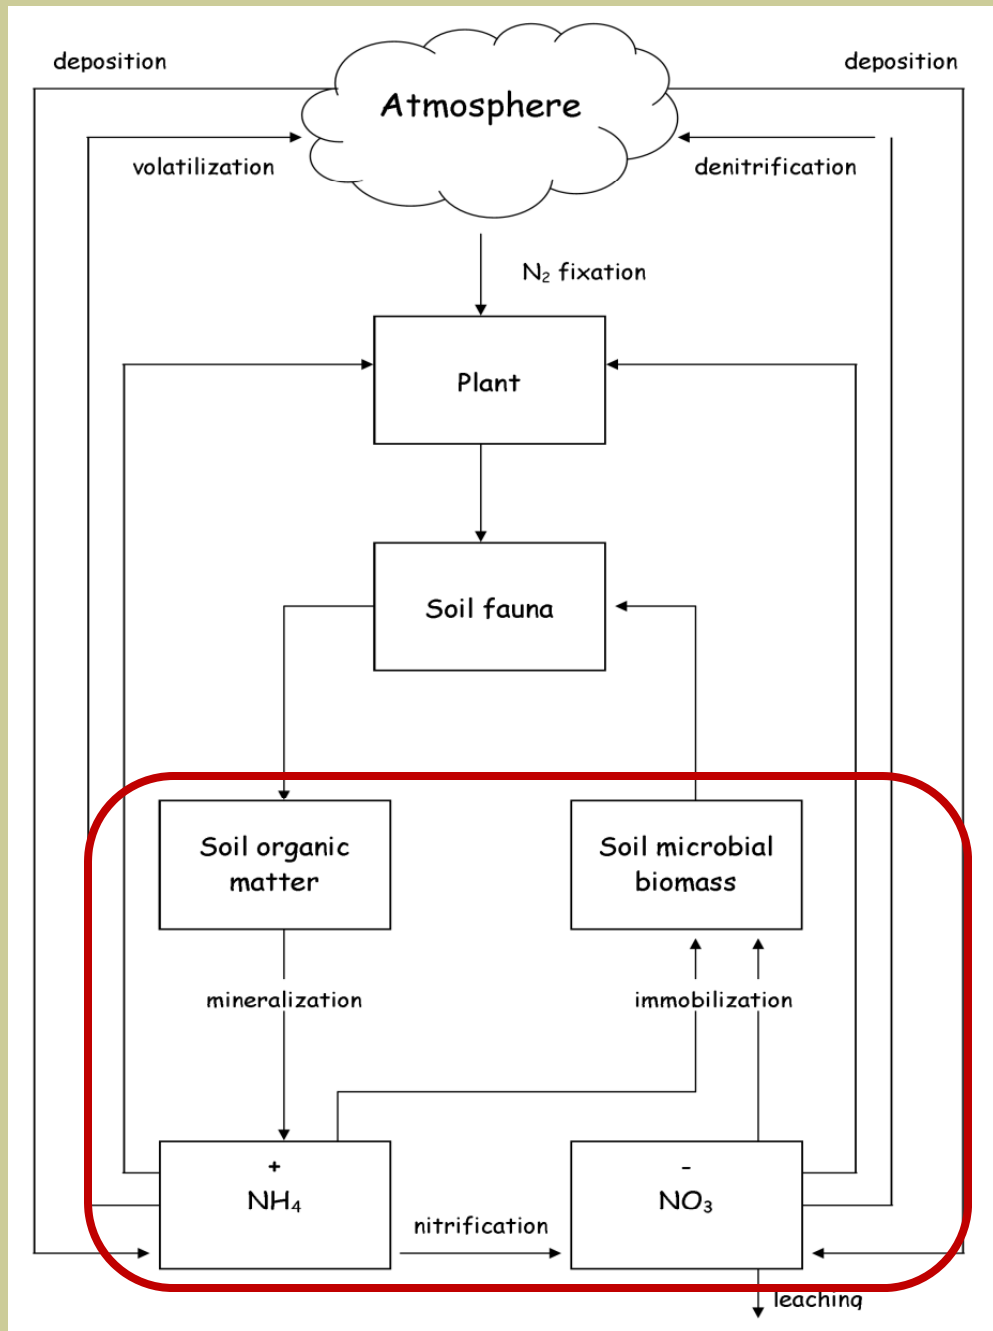 deposition
deposition
Atmosphere
volatilization
denitrification
N₂ fixation
Plant
Soil fauna
Soil organic
matter
Soil microbial
biomass
mineralization
immobilization
+
NH₄
-
NO₃
nitrification
leaching